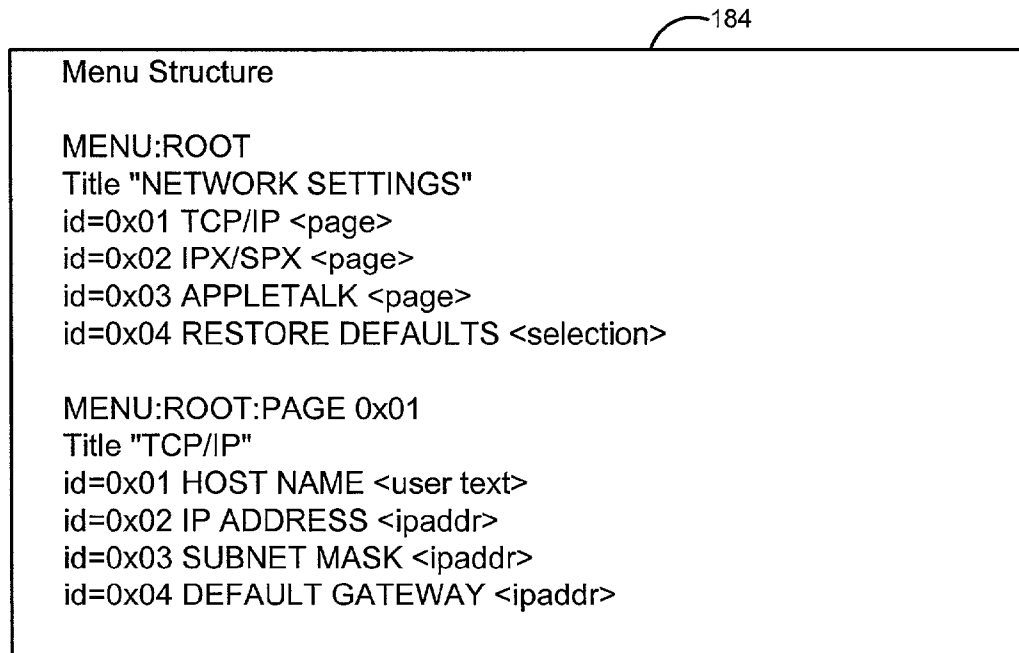 184
Menu Structure
MENU:ROOT
Title "NETWORK SETTINGS"
id=0x01 TCP/IP <page>
id=0x02 IPX/SPX <page>
id=0x03 APPLETALK <page>
id=0x04 RESTORE DEFAULTS <selection>
MENU:ROOT:PAGE 0x01
Title "TCP/IP"
id=0x01 HOST NAME <user text>
id=0x02 IP ADDRESS <ipaddr>
id=0x03 SUBNET MASK <ipaddr>
id=0x04 DEFAULT GATEWAY <ipaddr>